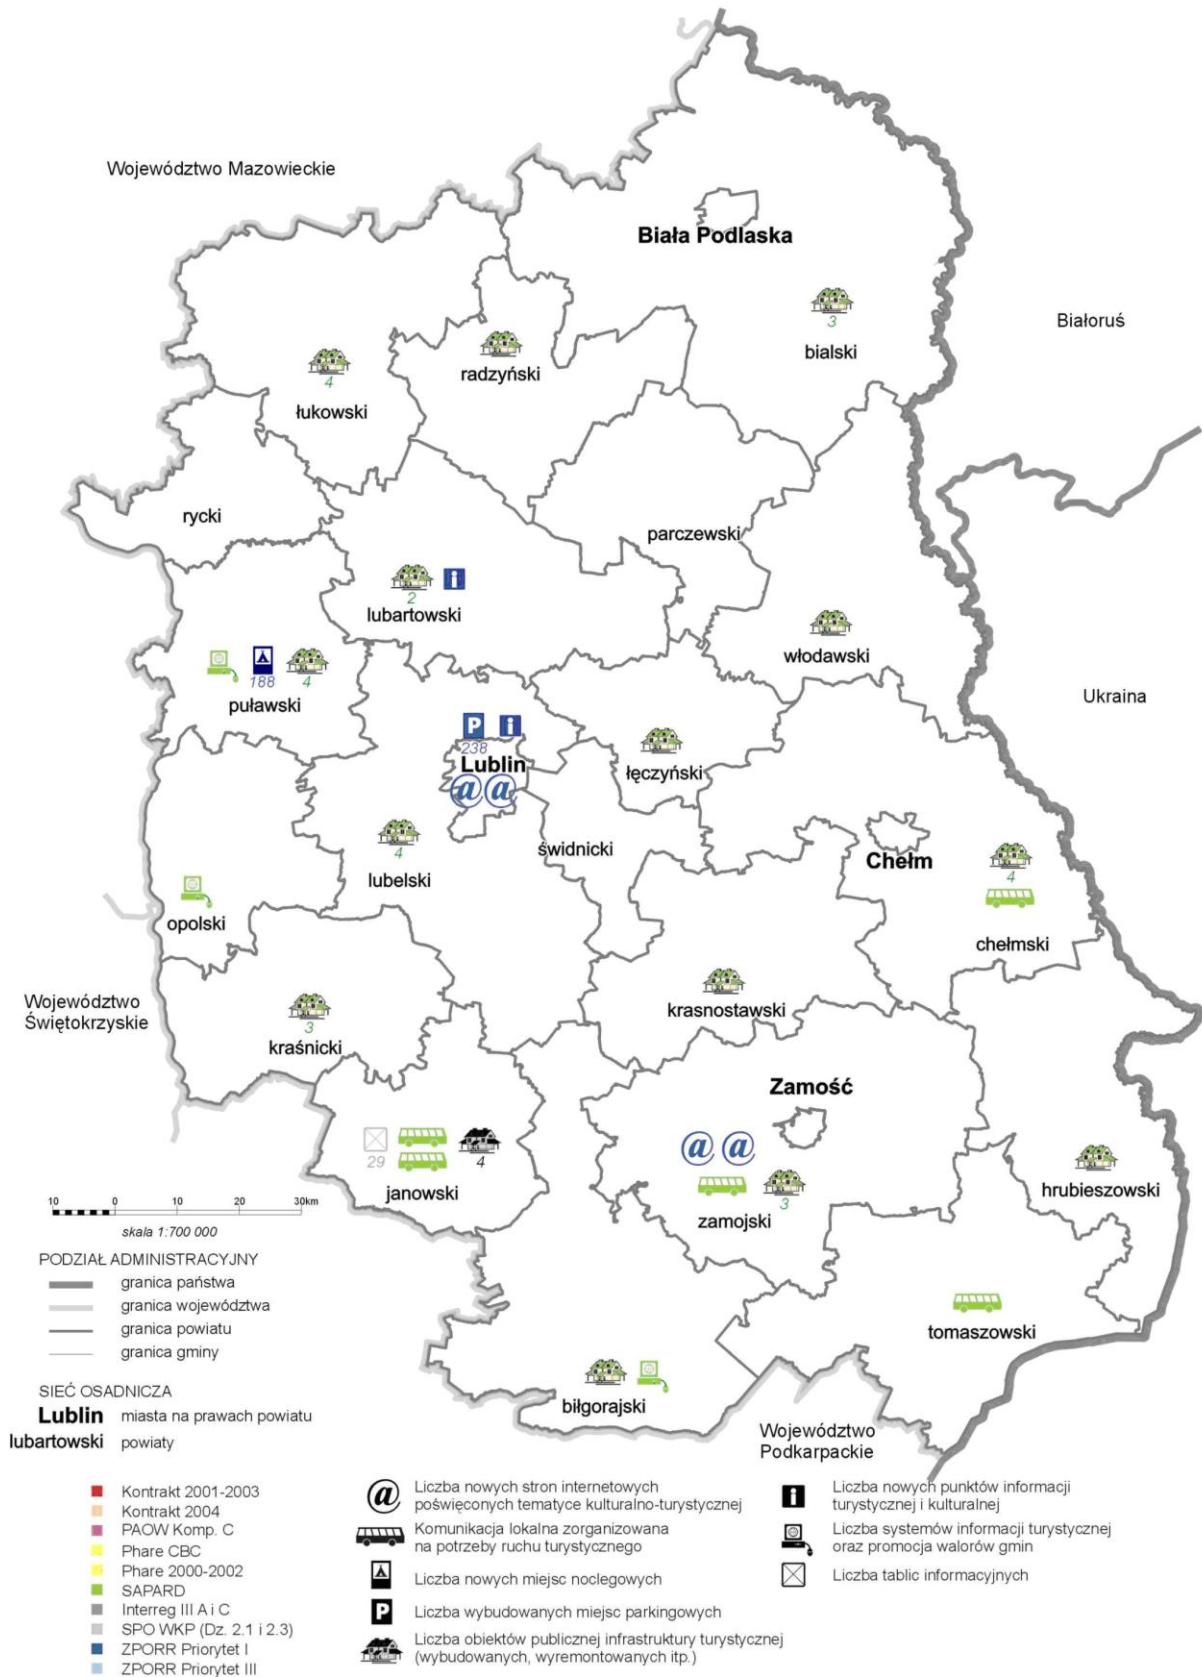 Województwo Mazowieckie
Biała Podlaska
3
bialski
Białoruś
radzyński
4
łukowski
rycki
parczewski
2
lubartowski
i
włodawski
188
4
puławski
Ukraina
P
i
238
Lublin
@ @
łęczyński
świdnicki
4
lubelski
Chełm
4
chełmski
opolski
Województwo
Świętokrzyskie
3
kraśnicki
krasnostawski
Zamość
29
4
janowski
@ @
3
zamojski
hrubieszowski
tomaszowski
biłgorajski
Województwo
Podkarpackie
10 0 10 20 30km
skala 1:700 000
PODZIAŁ ADMINISTRACYJNY
granica państwa
granica województwa
granica powiatu
granica gminy
SIEĆ OSADNICZA
Lublin miasta na prawach powiatu
lubartowski powiaty
Kontrakt 2001-2003
Kontrakt 2004
PAOW Komp. C
Phare CBC
Phare 2000-2002
SAPARD
Interreg III A i C
SPO WKP (Dz. 2.1 i 2.3)
ZPORR Priorytet I
ZPORR Priorytet III
@ Liczba nowych stron internetowych
poświęconych tematyce kulturalno-turystycznej
Komunikacja lokalna zorganizowana
na potrzeby ruchu turystycznego
Liczba nowych miejsc noclegowych
P Liczba wybudowanych miejsc parkingowych
Liczba obiektów publicznej infrastruktury turystycznej
(wybudowanych, wyremontowanych itp.)
i Liczba nowych punktów informacji
turystycznej i kulturalnej
Liczba systemów informacji turystycznej
oraz promocja walorów gmin
Liczba tablic informacyjnych